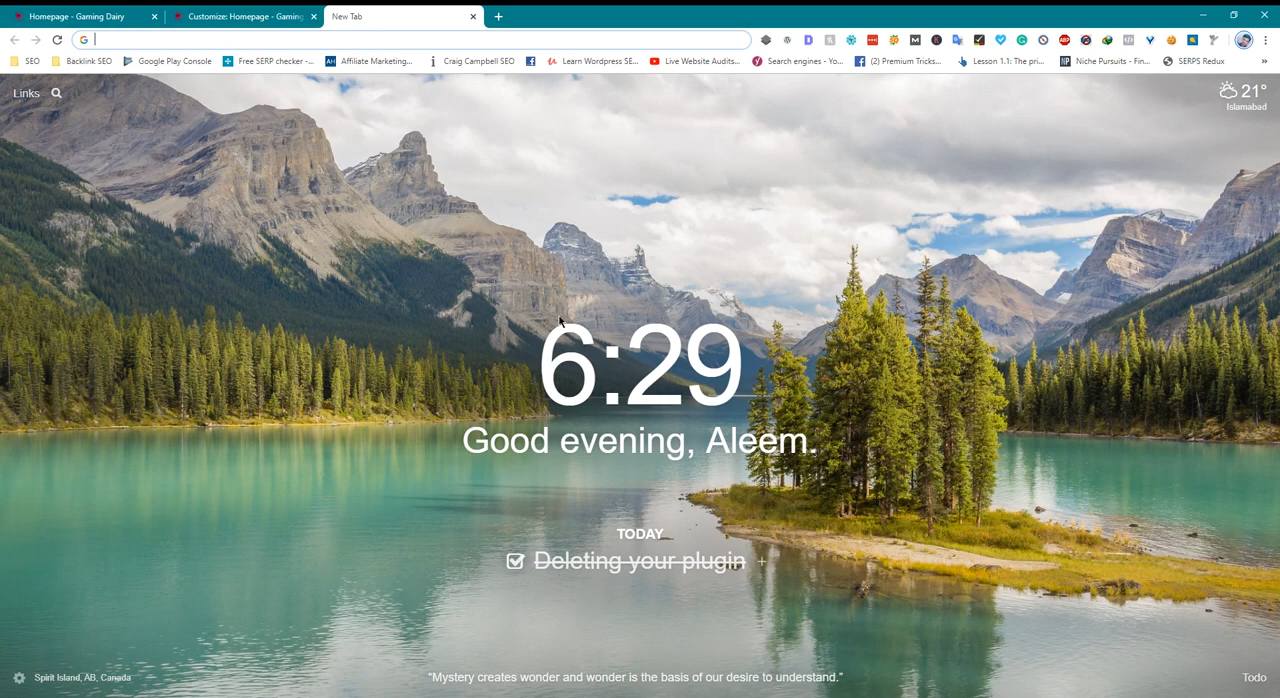 Homepage - Gaming Dairy
Customize: Homepage - Gaming
New Tab
SEO
Backlink SEO
Google Play Console
Free SERP checker -...
Affiliate Marketing...
Craig Campbell SEO
Learn Wordpress SE...
Live Website Audits...
Search engines - Yo...
(2) Premium Tricks...
Lesson 1.1: The pri...
Niche Pursuits - Fin...
SERPS Redux
Links
21°
Islamabad
6:29
Good evening, Aleem.
TODAY
Deleting your plugin
Spirit Island, AB, Canada
"Mystery creates wonder and wonder is the basis of our desire to understand."
Todo